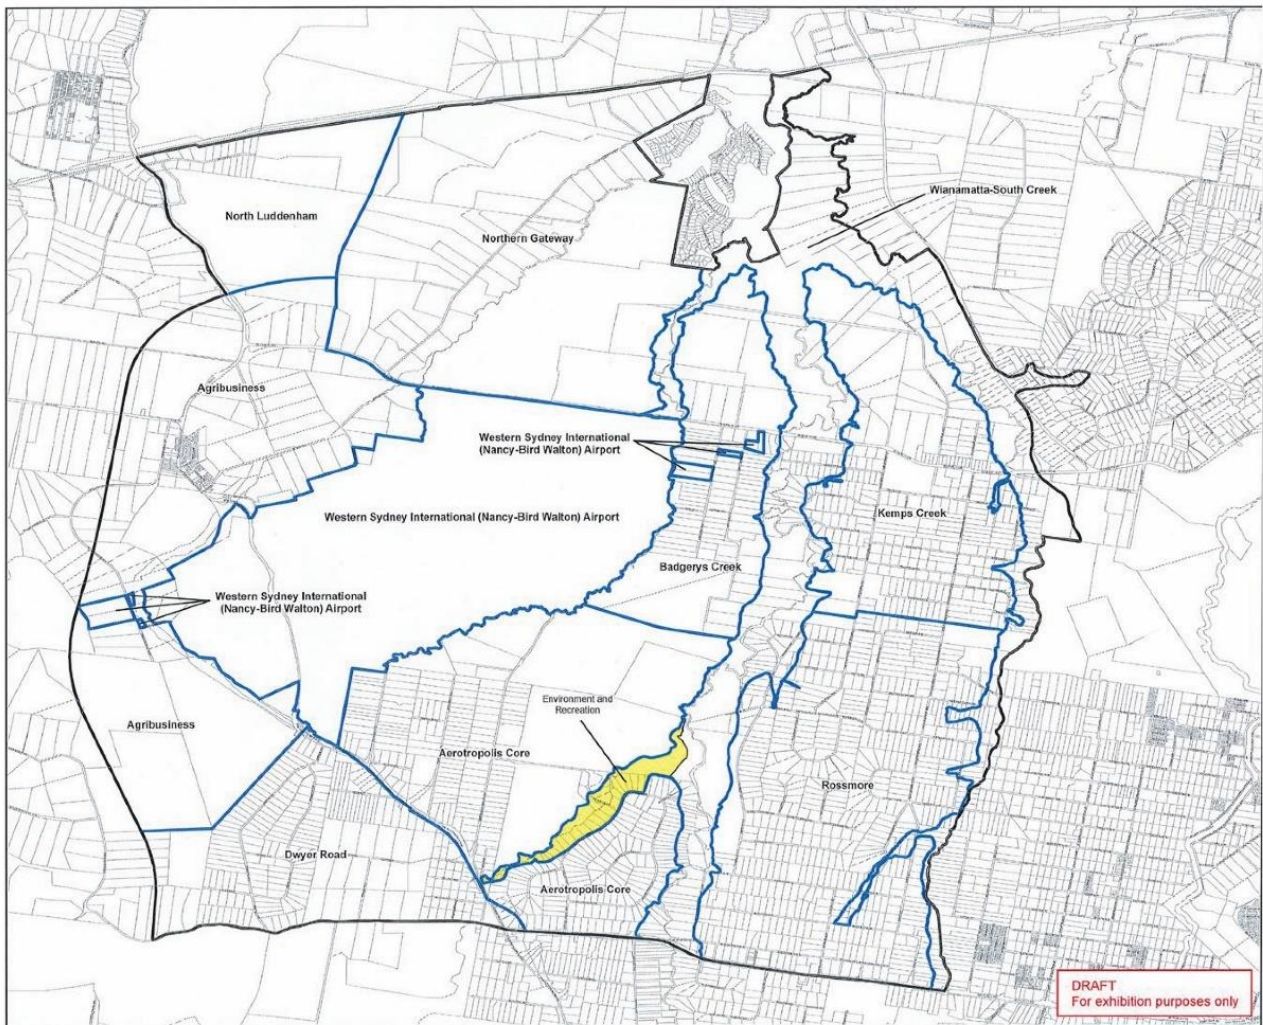 Wianamatta-South Creek
North Luddenham
Northern Gateway
Agribusiness
Western Sydney International
(Nancy-Bird Walton) Airport
Western Sydney International (Nancy-Bird Walton) Airport
Kemps Creek
Badgerys Creek
Western Sydney International
(Nancy-Bird Walton) Airport
Environment and
Recreation
Agribusiness
Aerotropolis Core
Rossmore
Dwyer Road
Aerotropolis Core
DRAFT
For exhibition purposes only